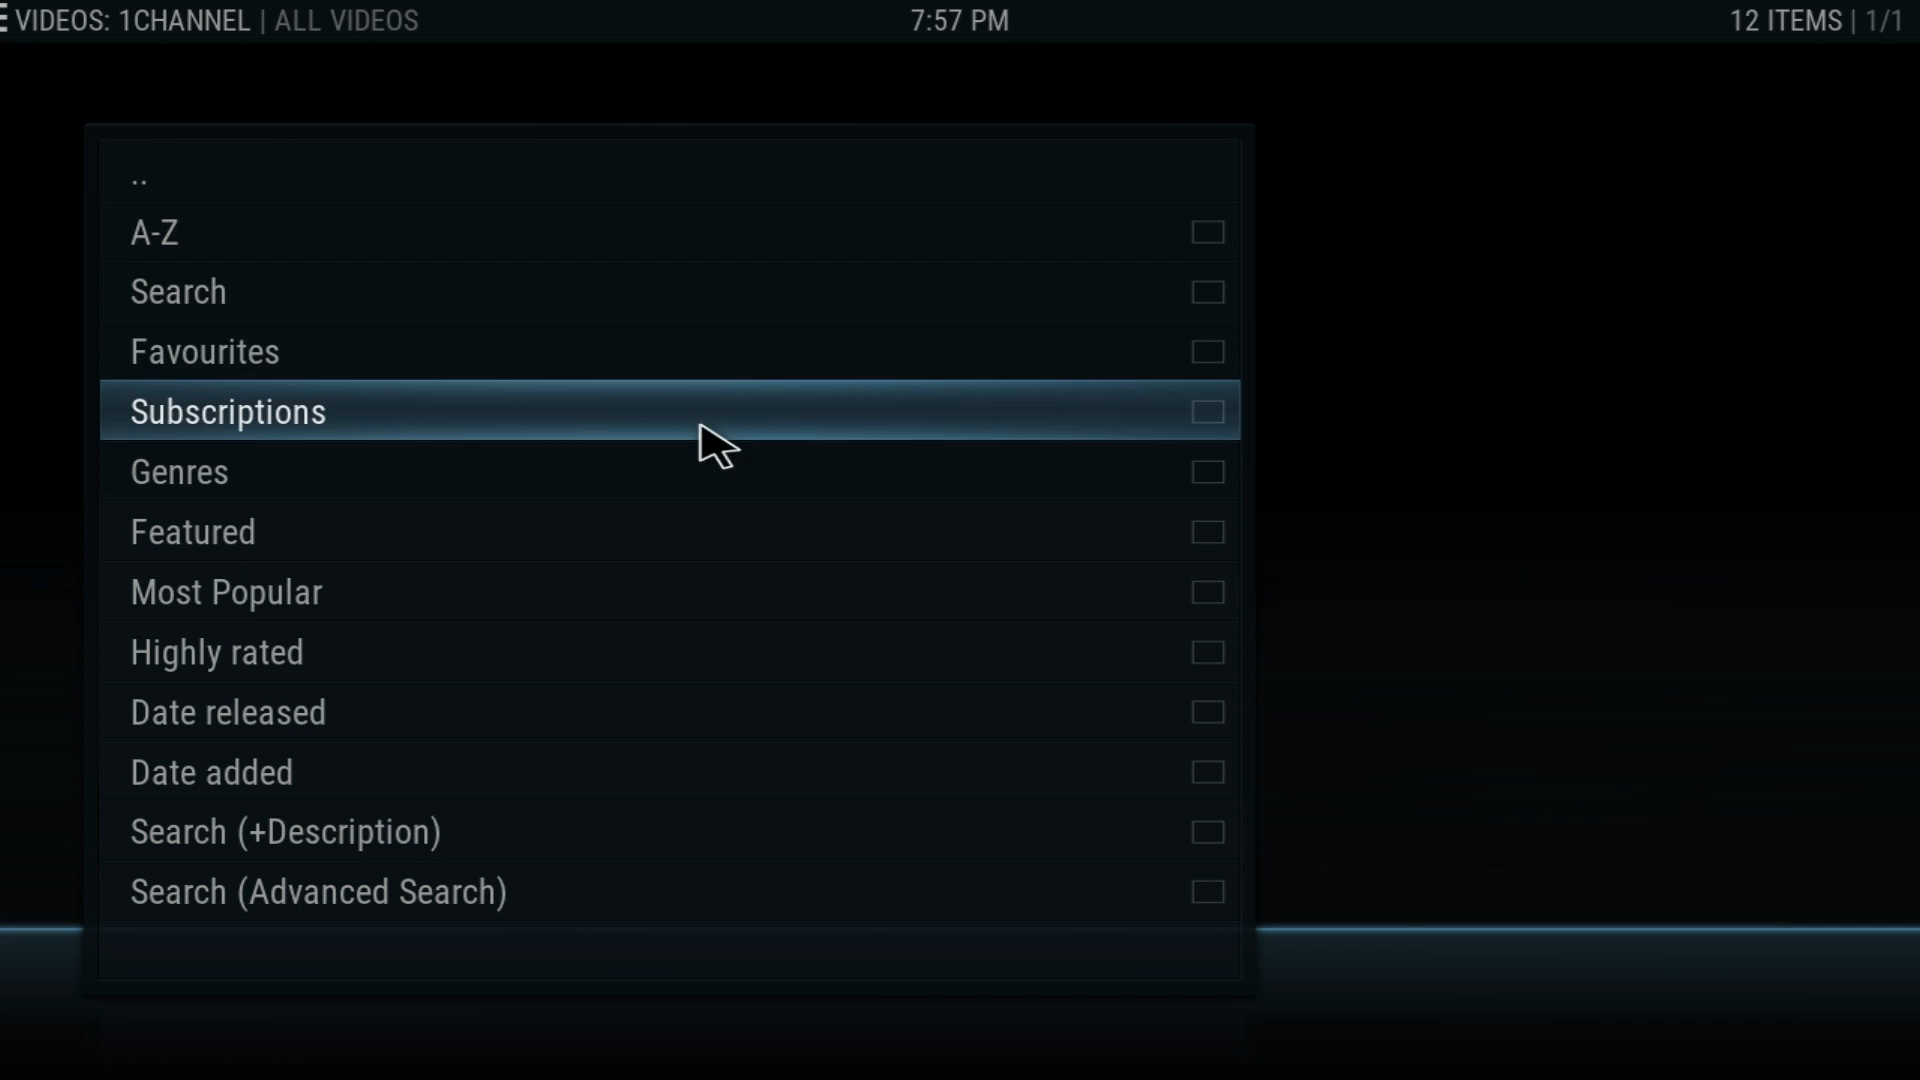 VIDEOS: 1CHANNEL | ALL VIDEOS
7:57 PM
12 ITEMS | 1/1
..
A-Z
Search
Favourites
Subscriptions
Genres
Featured
Most Popular
Highly rated
Date released
Date added
Search (+Description)
Search (Advanced Search)